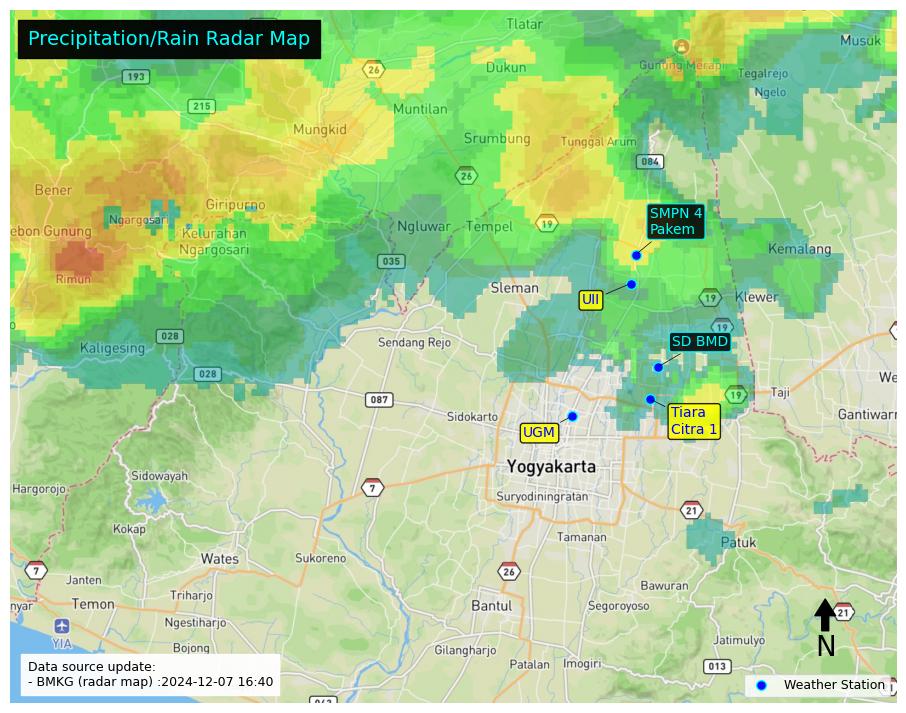 Precipitation/Rain Radar Map
Tlatar
Musuk
193
26
Dukun
Gunung Merapi
Tegalrejo
Ngelo
215
Muntilan
Mungkid
Srumbung
Tunggal Arum
084
Bener
26
Giripurno
Ngargosari
SMPN 4
Pakem
ebon Gunung
Kelurahan
Ngargosari
Ngluwar
Tempel
19
Kemalang
035
Rimun
Sleman
UII
19
Klewer
028
19
Kaligesing
Sendang Rejo
SD BMD
028
We
087
19
Taji
Sidokarto
Tiara
Citra 1
Gantiwarn
UGM
Yogyakarta
Hargorojo
Sidowayah
7
Suryodiningratan
21
Kokap
Tamanan
Patuk
Wates
Sukoreno
7
Janten
26
Bawuran
nyar
Temon
Triharjo
Bantul
Segoroyoso
21
Ngestiharjo
YIA
N
Bojong
Gilangharjo
Jatimulyo
Patalan
Imogiri
013
Data source update:
- BMKG (radar map) :2024-12-07 16:40
Weather Station